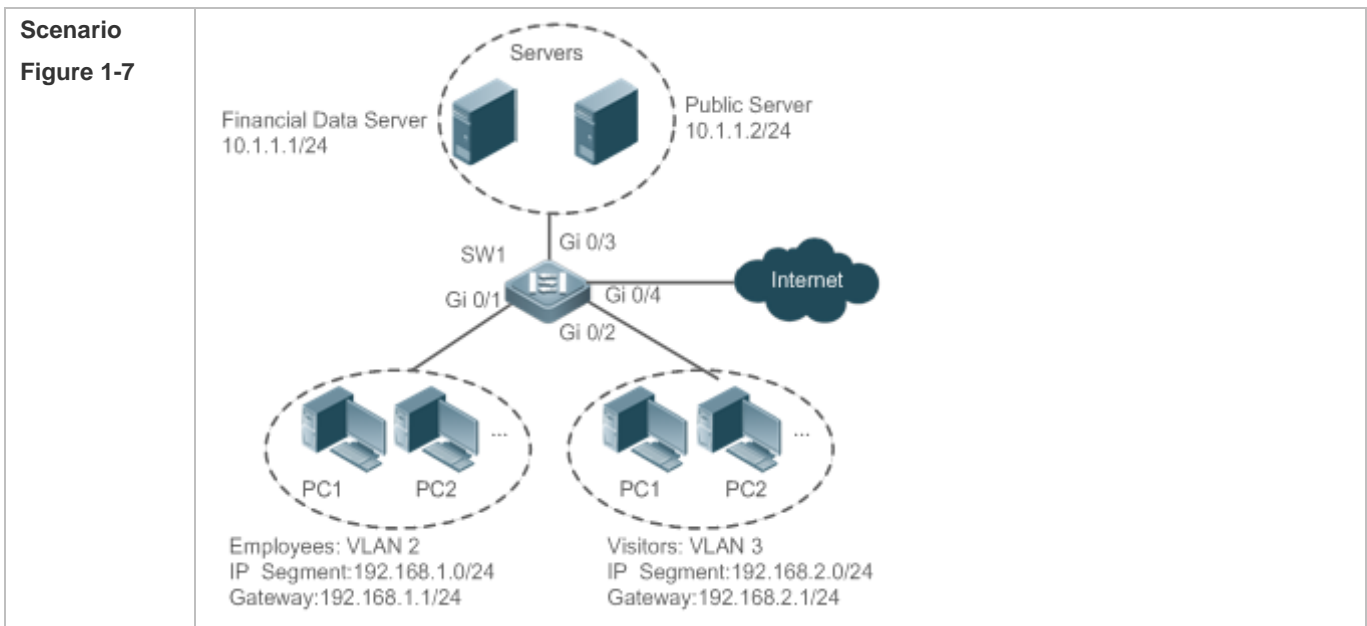 Scenario
Figure 1-7
Servers
Financial Data Server
10.1.1.1/24
Public Server
10.1.1.2/24
SW1
Gi 0/3
Internet
Gi 0/1
Gi 0/4
Gi 0/2
...
...
PC1
PC2
PC1
PC2
Employees: VLAN 2
IP Segment:192.168.1.0/24
Gateway:192.168.1.1/24
Visitors: VLAN 3
IP Segment:192.168.2.0/24
Gateway:192.168.2.1/24